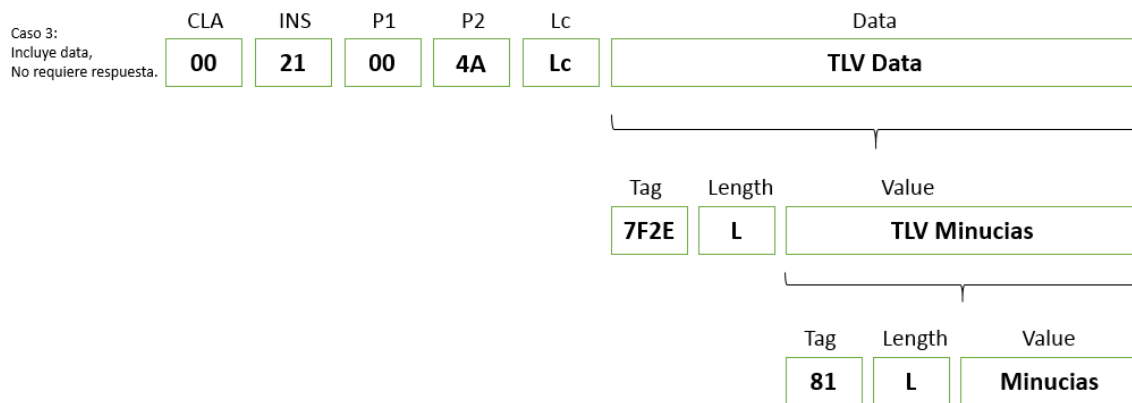 CLA INS P1 P2 Lc Data
Caso 3:
Incluye data,
No requiere respuesta.
00 21 00 4A Lc TLV Data
Tag Length Value
7F2E L TLV Minucias
Tag Length Value
81 L Minucias